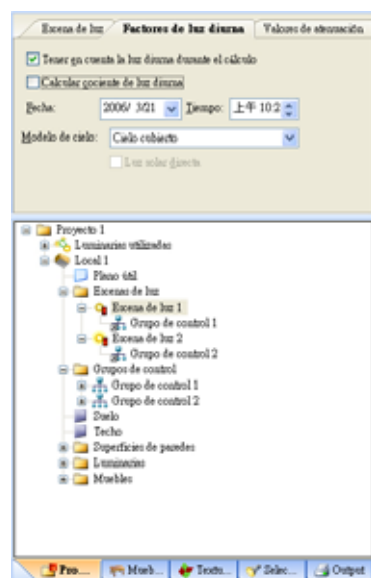 Escena de luz Factores de luz diurna Valores de atenuación
Tener en cuenta la luz diurna durante el cálculo
Calcular cociente de luz diurna
Fecha: 2006/ 3/21 Tiempo: 上午 10:2
Modelo de cielo: Cielo cubierto
Luz solar directa
Proyecto 1
Luminarias utilizadas
Local 1
Plano útil
Escenas de luz
Escena de luz 1
Grupo de control 1
Escena de luz 2
Grupo de control 2
Grupos de control
Grupo de control 1
Grupo de control 2
Suelo
Techo
Superficies de paredes
Luminarias
Muebles
Pro... Mueb... Textu... Selec... Output